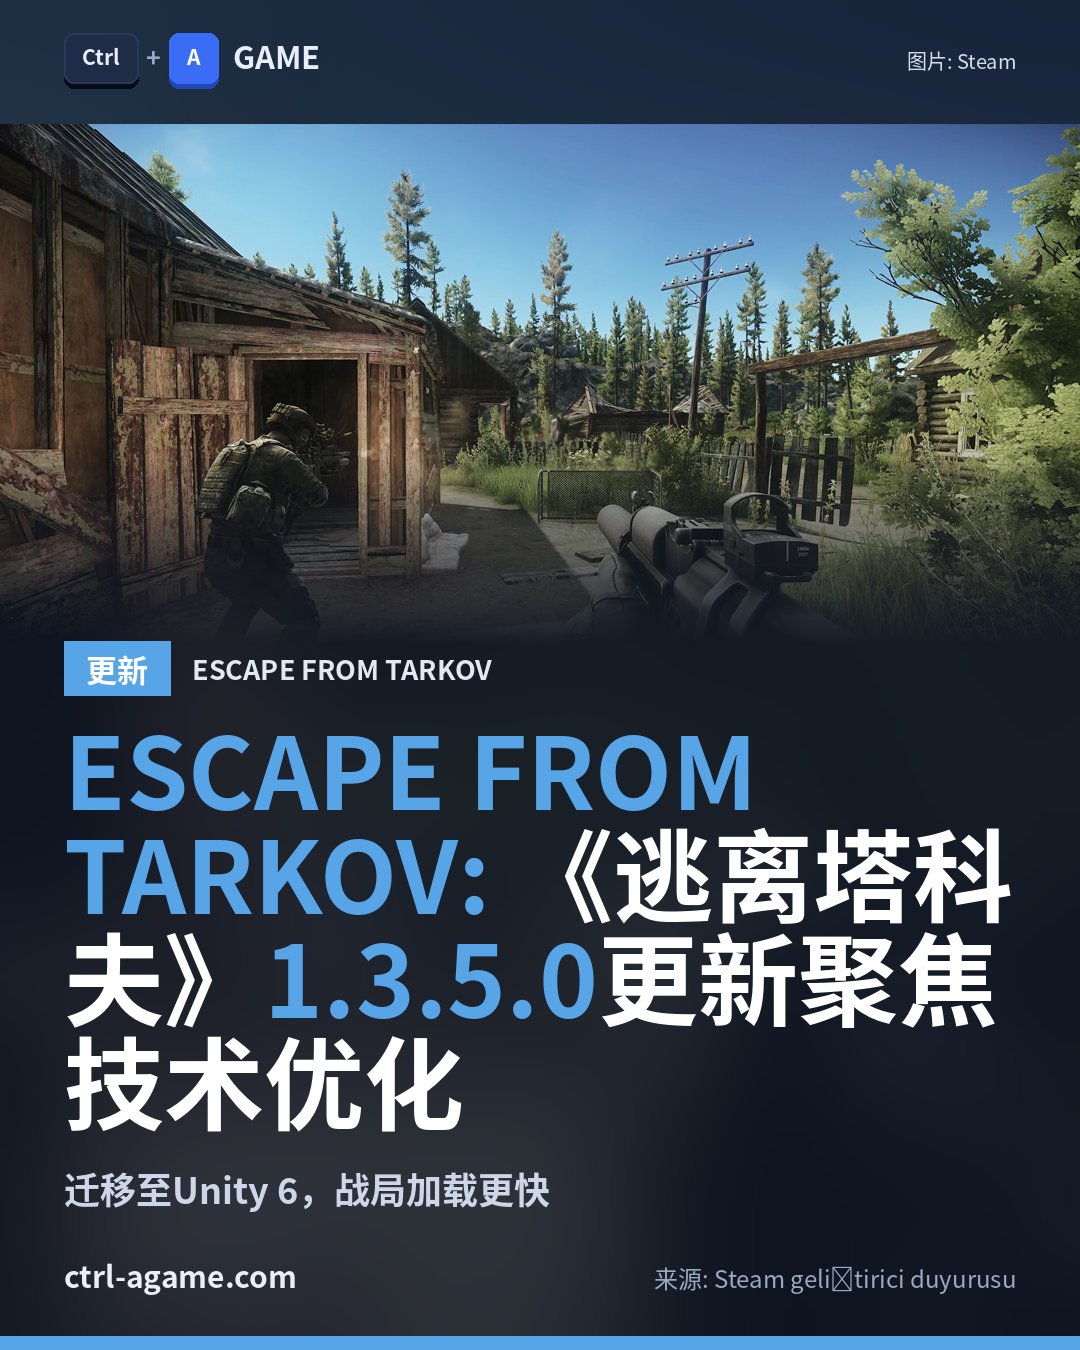 Ctrl + A GAME
图片: Steam
更新 ESCAPE FROM TARKOV
ESCAPE FROM
TARKOV: 《逃离塔科
夫》1.3.5.0更新聚焦
技术优化
迁移至Unity 6，战局加载更快
ctrl-agame.com
来源: Steam geli□tirici duyurusu